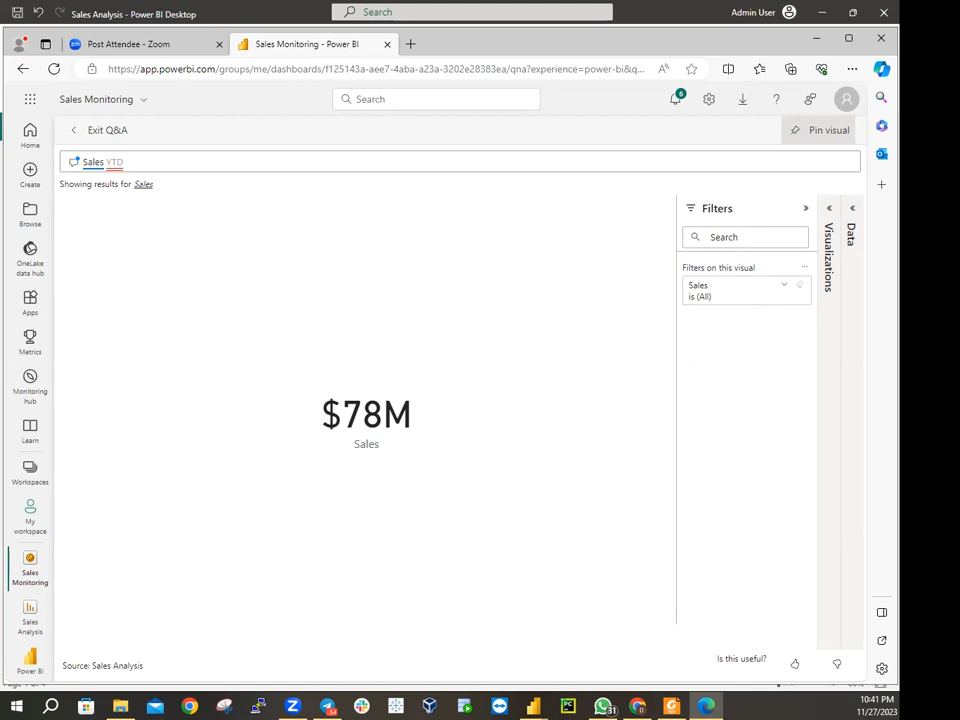 Sales Analysis - Power BI Desktop
Search
Admin User
Post Attendee - Zoom
Sales Monitoring - Power BI
https://app.powerbi.com/groups/me/dashboards/f125143a-aee7-4aba-a23a-3202e28383ea/qna?experience=power-bi&q...
Sales Monitoring
Search
6
Home
Exit Q&A
Pin visual
Create
Sales YTD
Showing results for Sales
Browse
Filters
Search
Visualizations
Data
OneLake
data hub
Filters on this visual
Sales
is (All)
Apps
Metrics
Monitoring
hub
$78M
Sales
Learn
Workspaces
My
workspace
Sales
Monitoring
Sales
Analysis
Power BI
Source: Sales Analysis
Is this useful?
31
10:41 PM
11/27/2023